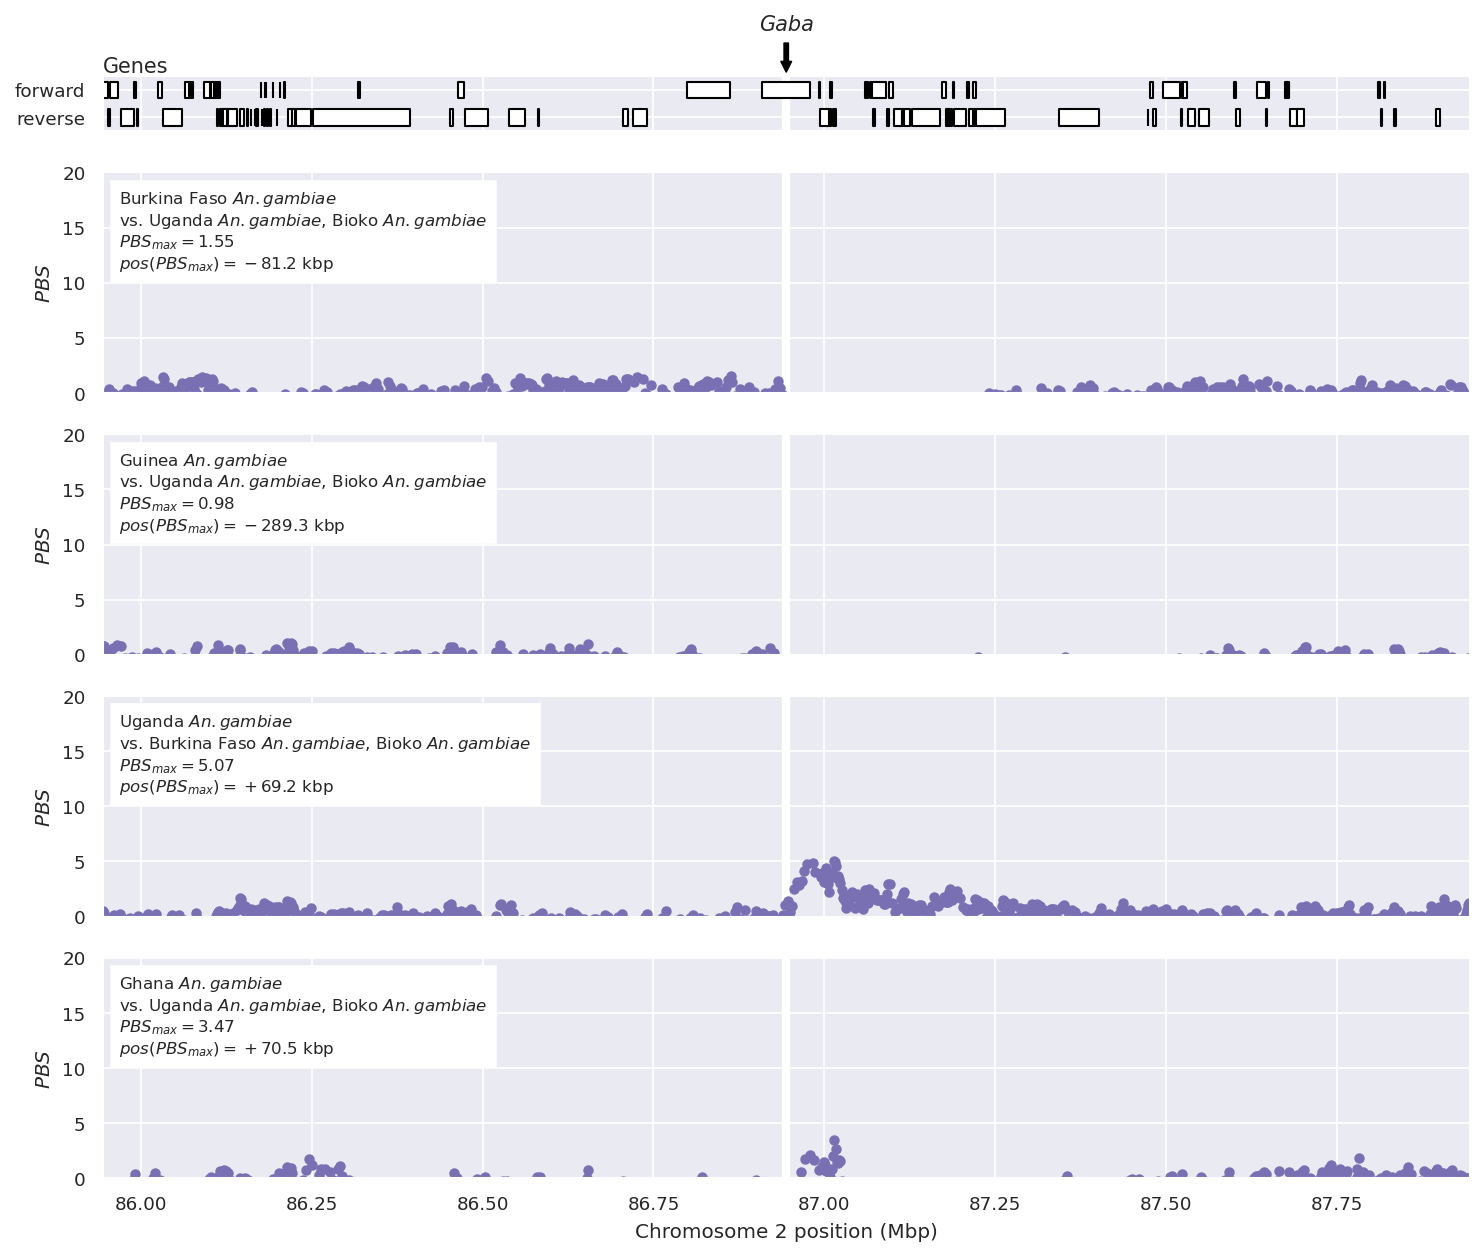 Gaba
Genes
forward
reverse
20
15
10
5
0
PBS
Burkina Faso An. gambiae
vs. Uganda An. gambiae, Bioko An. gambiae
PBSmax = 1.55
pos(PBSmax) = −81.2 kbp
20
15
10
5
0
PBS
Guinea An. gambiae
vs. Uganda An. gambiae, Bioko An. gambiae
PBSmax = 0.98
pos(PBSmax) = −289.3 kbp
20
15
10
5
0
PBS
Uganda An. gambiae
vs. Burkina Faso An. gambiae, Bioko An. gambiae
PBSmax = 5.07
pos(PBSmax) = +69.2 kbp
20
15
10
5
0
PBS
Ghana An. gambiae
vs. Uganda An. gambiae, Bioko An. gambiae
PBSmax = 3.47
pos(PBSmax) = +70.5 kbp
86.00 86.25 86.50 86.75 87.00 87.25 87.50 87.75
Chromosome 2 position (Mbp)